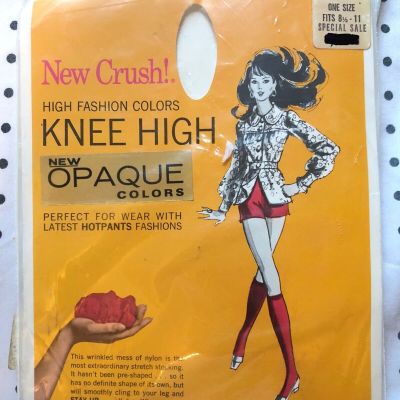 ONE SIZE
FITS 8½ - 11
SPECIAL SALE
New Crush!®
HIGH FASHION COLORS
KNEE HIGH
NEW
OPAQUE
COLORS
PERFECT FOR WEAR WITH
LATEST HOTPANTS FASHIONS
This wrinkled mess of nylon is the
most extraordinary stretch stocking.
It hasn't been pre-shaped . . . so it
has no definite shape of its own, but
will smoothly cling to your leg and
STAY UP